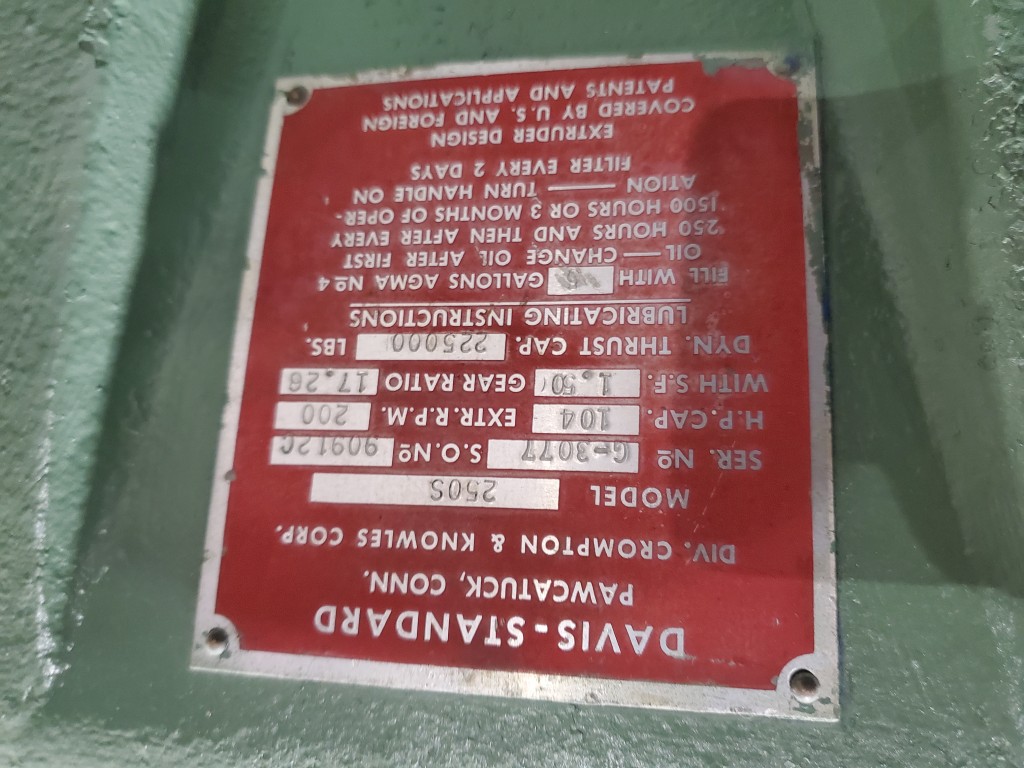 DAVIS-STANDARD
PAWCATUCK, CONN.
DIV. CROMPTON & KNOWLES CORP.
MODEL 250S
SER. Nº G-3077 S.O.Nº 90912C
H.P. CAP. 104 EXTR. R.P.M. 200
WITH S.F. 1.50 GEAR RATIO 17.26
DYN. THRUST CAP. 225000 LBS.
LUBRICATING INSTRUCTIONS
FILL WITH 6 GALLONS AGMA Nº4
OIL — CHANGE OIL AFTER FIRST
250 HOURS AND THEN AFTER EVERY
1500 HOURS OR 3 MONTHS OF OPER-
ATION — TURN HANDLE ON
FILTER EVERY 2 DAYS
EXTRUDER DESIGN
COVERED BY U.S. AND FOREIGN
PATENTS AND APPLICATIONS